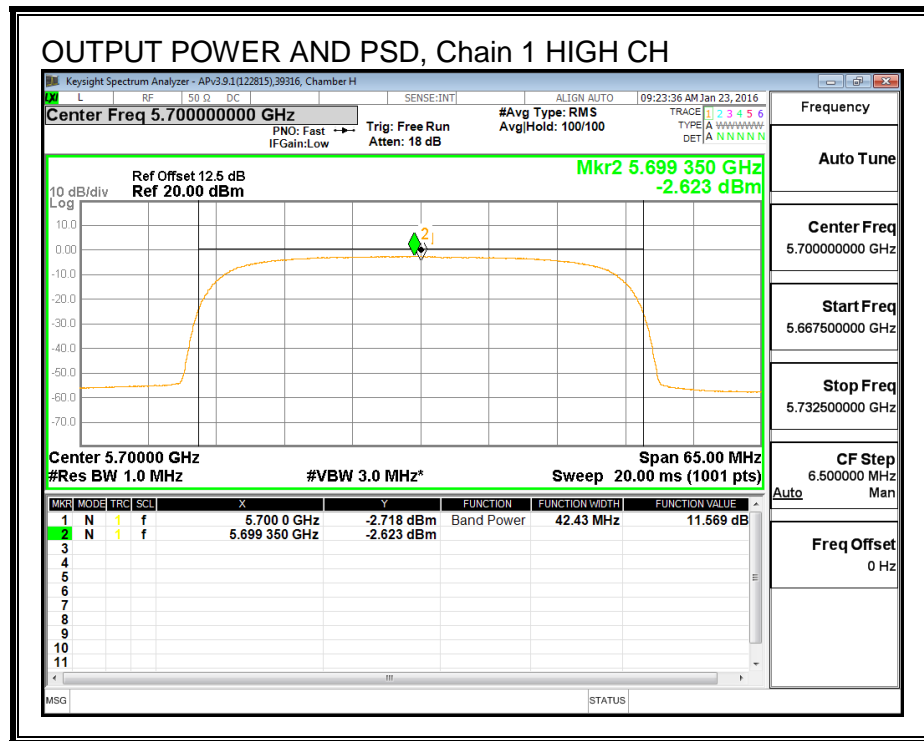 OUTPUT POWER AND PSD, Chain 1 HIGH CH
Keysight Spectrum Analyzer - APv3.9.1(122815),39316, Chamber H
LXI L RF 50 Ω DC SENSE:INT ALIGN AUTO 09:23:36 AM Jan 23, 2016
Center Freq 5.700000000 GHz
PNO: Fast
IFGain:Low
Trig: Free Run
Atten: 18 dB
#Avg Type: RMS
Avg|Hold: 100/100
TRACE 1 2 3 4 5 6
TYPE A WWWWW
DET A N N N N N
Mkr2 5.699 350 GHz
-2.623 dBm
Ref Offset 12.5 dB
10 dB/div Ref 20.00 dBm
Log
10.0
0.00
-10.0
-20.0
-30.0
-40.0
-50.0
-60.0
-70.0
2
Center 5.70000 GHz Span 65.00 MHz
#Res BW 1.0 MHz #VBW 3.0 MHz* Sweep 20.00 ms (1001 pts)
MKR MODE TRC SCL X Y FUNCTION FUNCTION WIDTH FUNCTION VALUE
1 N 1 f 5.700 0 GHz -2.718 dBm Band Power 42.43 MHz 11.569 dB
2 N 1 f 5.699 350 GHz -2.623 dBm
3
4
5
6
7
8
9
10
11
MSG STATUS
Frequency
Auto Tune
Center Freq
5.700000000 GHz
Start Freq
5.667500000 GHz
Stop Freq
5.732500000 GHz
CF Step
6.500000 MHz
Auto Man
Freq Offset
0 Hz